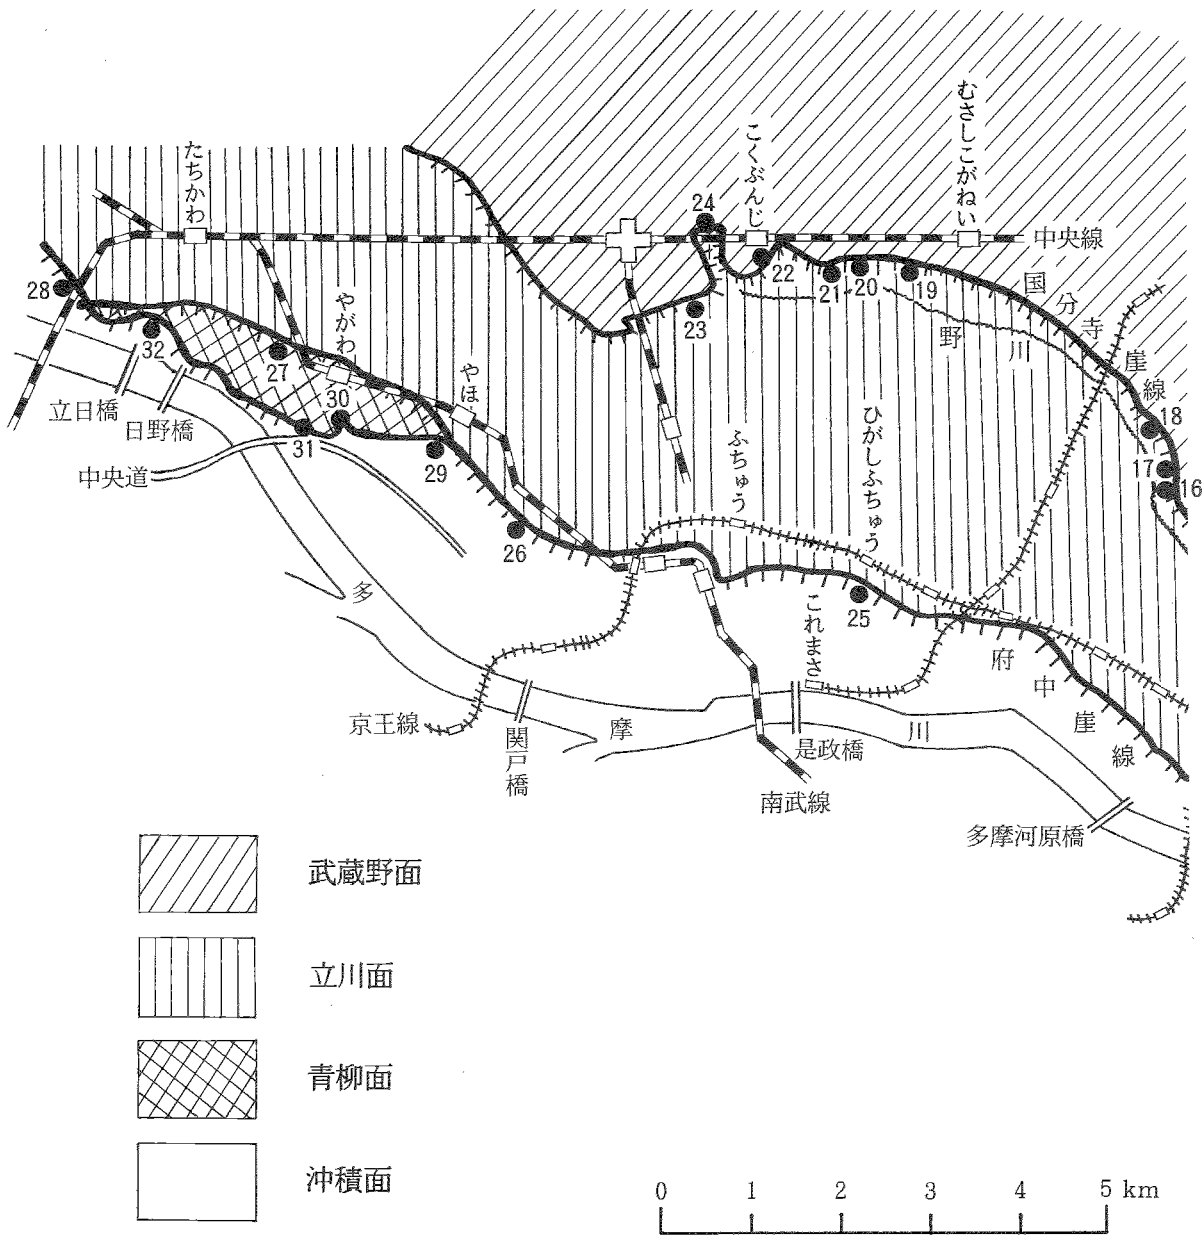 むさしこがねい
こくぶんじ
たちかわ
24
中央線
22
21
20
19
国分寺崖線
野川
28
やがわ
32
27
23
やほ
30
立日橋
日野橋
31
29
中央道
ふちゅう
ひがしふちゅう
18
17
16
26
多摩川
これまさ
25
府中崖線
京王線
関戸橋
是政橋
南武線
多摩河原橋
武蔵野面
立川面
青柳面
沖積面
0 1 2 3 4 5 km